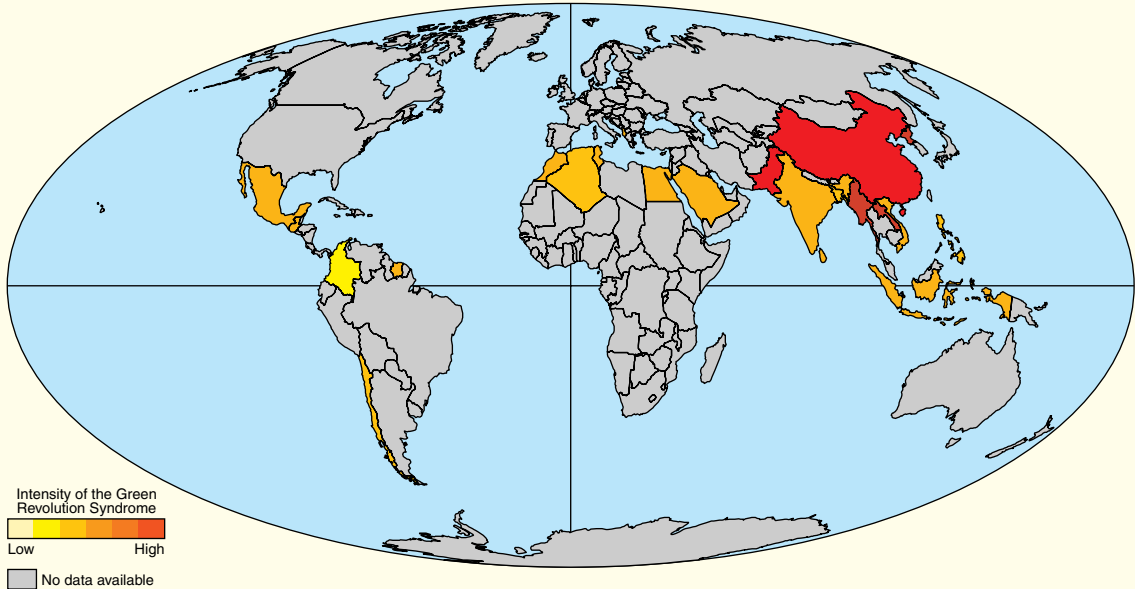 Intensity of the Green
Revolution Syndrome
Low High
No data available